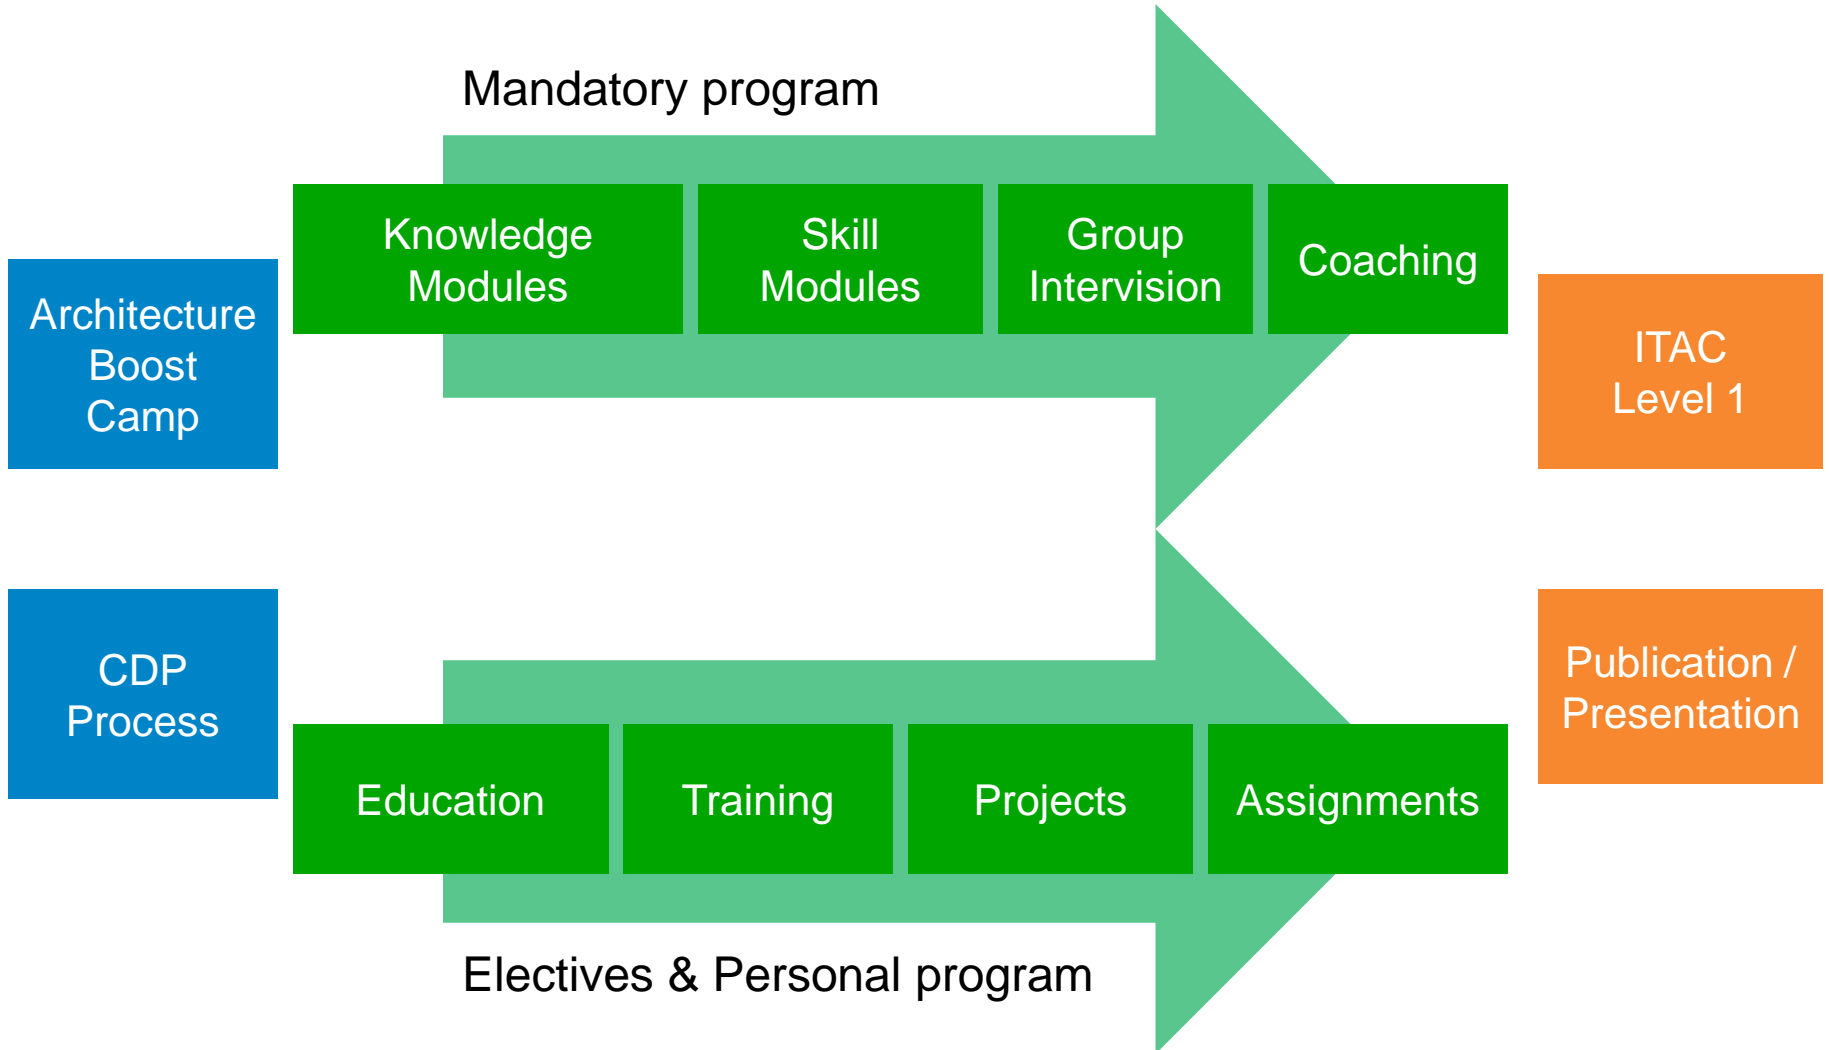 Mandatory program
Knowledge
Modules
Skill
Modules
Group
Intervision
Coaching
Architecture
Boost
Camp
ITAC
Level 1
CDP
Process
Publication /
Presentation
Education
Training
Projects
Assignments
Electives & Personal program